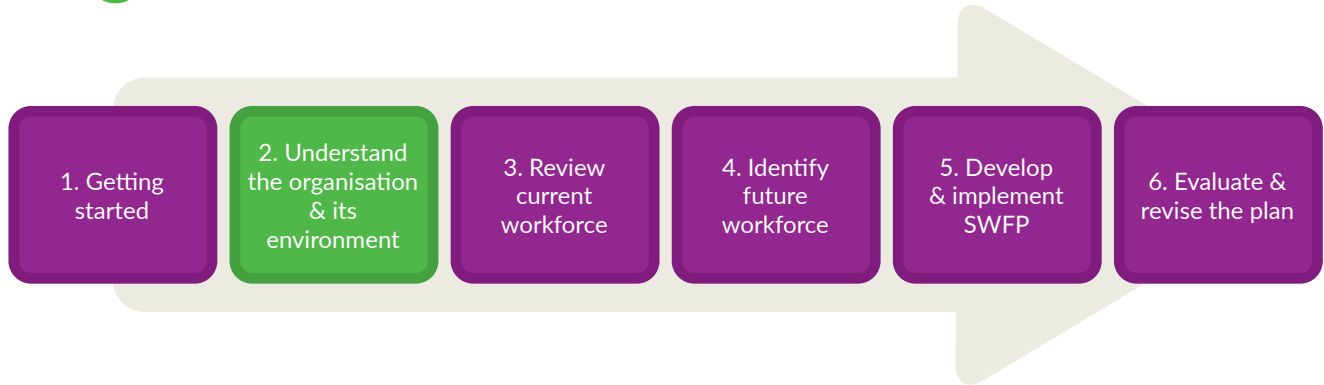 1. Getting
started
2. Understand
the organisation
& its
environment
3. Review
current
workforce
4. Identify
future
workforce
5. Develop
& implement
SWFP
6. Evaluate &
revise the plan